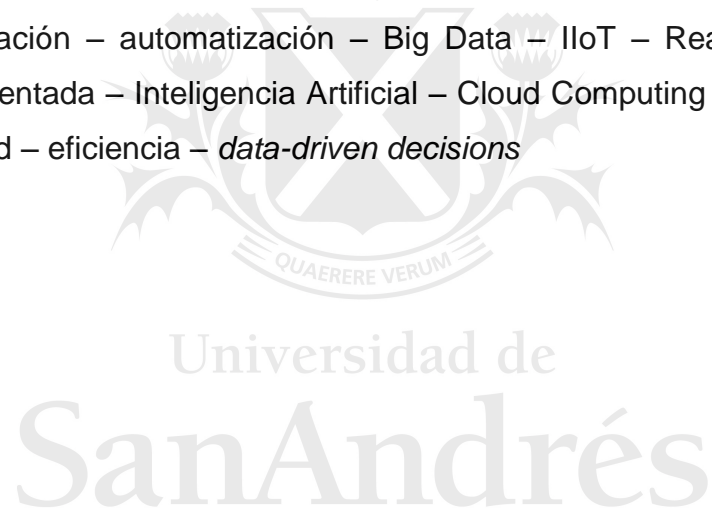 ación – automatización – Big Data – IIoT – Rea
entada – Inteligencia Artificial – Cloud Computing
d – eficiencia – data-driven decisions
QUAERERE VERUM
Universidad de
SanAndrés